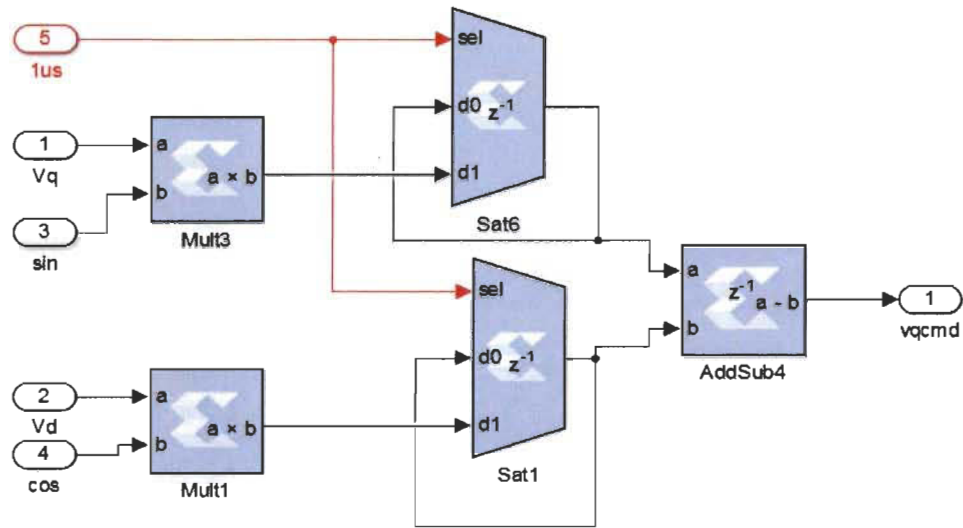 5
1us
sel
d0 z⁻¹
d1
Sat6
1
Vq
a
b
a × b
Mult3
3
sin
sel
d0 z⁻¹
d1
Sat1
a
b
z⁻¹
a - b
AddSub4
1
vqcmd
2
Vd
a
b
a × b
Mult1
4
cos